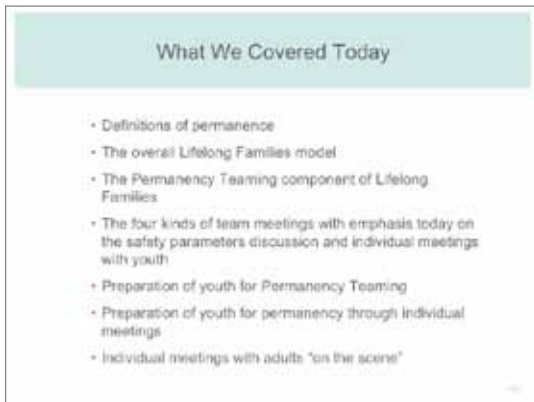 What We Covered Today
• Definitions of permanence
• The overall Lifelong Families model
• The Permanency Teaming component of Lifelong
Families
• The four kinds of team meetings with emphasis today on
the safety parameters discussion and individual meetings
with youth
• Preparation of youth for Permanency Teaming
• Preparation of youth for permanency through individual
meetings
• Individual meetings with adults "on the scene"